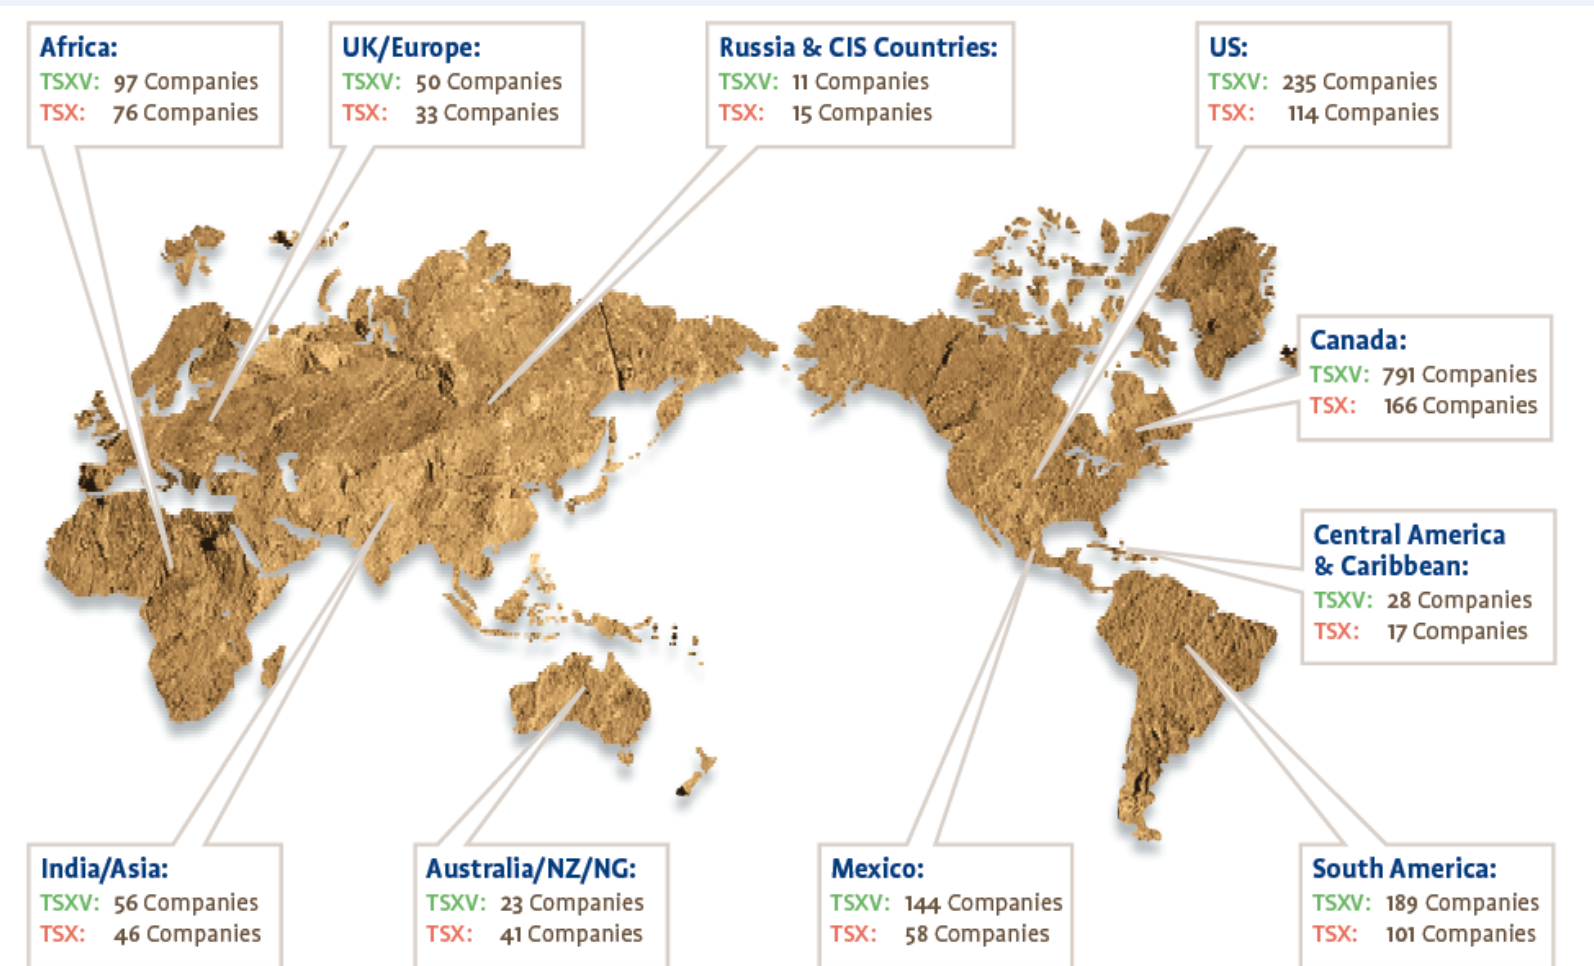 Africa:
TSXV: 97 Companies
TSX: 76 Companies
UK/Europe:
TSXV: 50 Companies
TSX: 33 Companies
Russia & CIS Countries:
TSXV: 11 Companies
TSX: 15 Companies
US:
TSXV: 235 Companies
TSX: 114 Companies
Canada:
TSXV: 791 Companies
TSX: 166 Companies
Central America
& Caribbean:
TSXV: 28 Companies
TSX: 17 Companies
India/Asia:
TSXV: 56 Companies
TSX: 46 Companies
Australia/NZ/NG:
TSXV: 23 Companies
TSX: 41 Companies
Mexico:
TSXV: 144 Companies
TSX: 58 Companies
South America:
TSXV: 189 Companies
TSX: 101 Companies